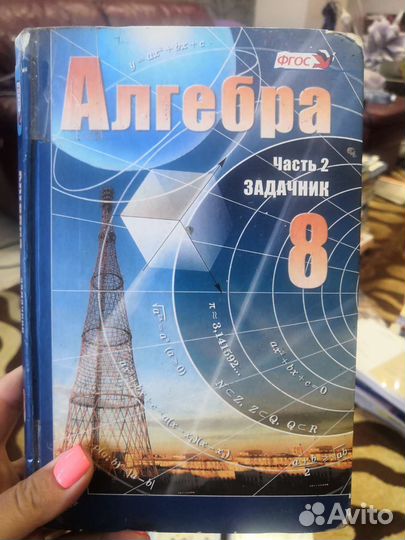 y = ax² + bx + c
ФГОС
Алгебра
Часть 2
ЗАДАЧНИК
8
π ≈ 3,141592...
ax² + bx + c = 0
N ⊂ Z, Z ⊂ Q, Q ⊂ R
Avito